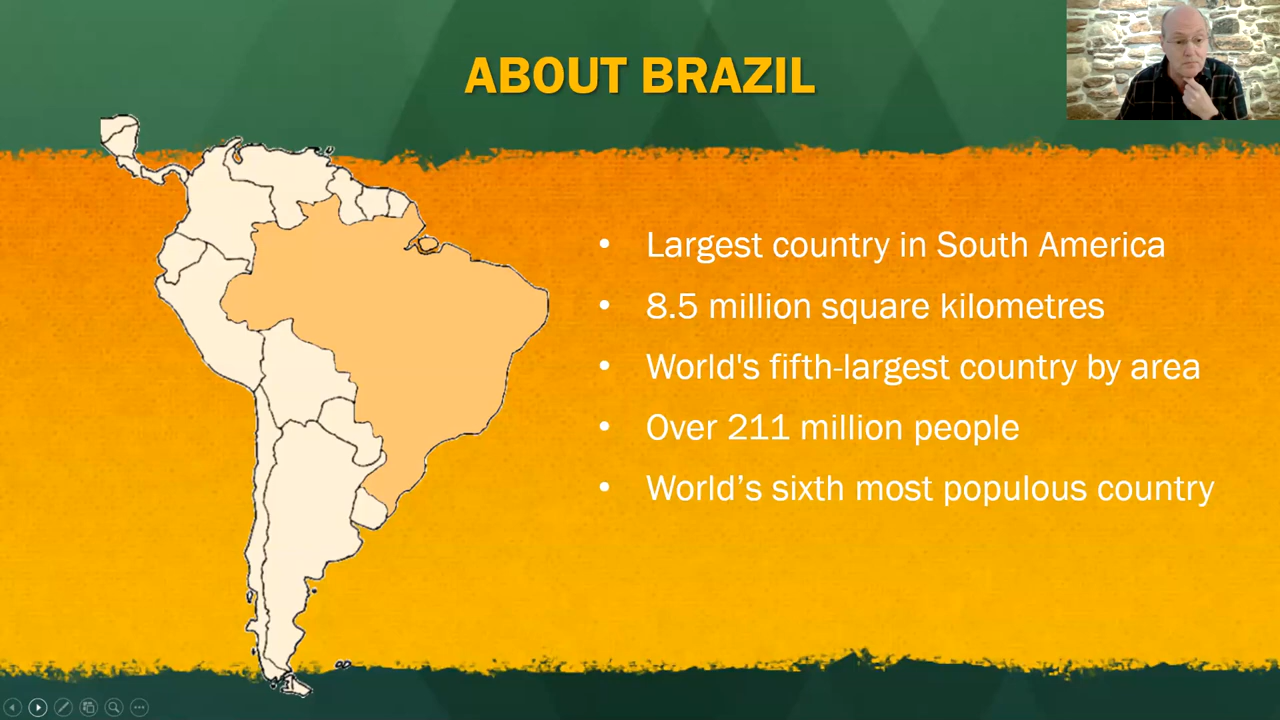 ABOUT BRAZIL
• Largest country in South America
• 8.5 million square kilometres
• World's fifth-largest country by area
• Over 211 million people
• World’s sixth most populous country